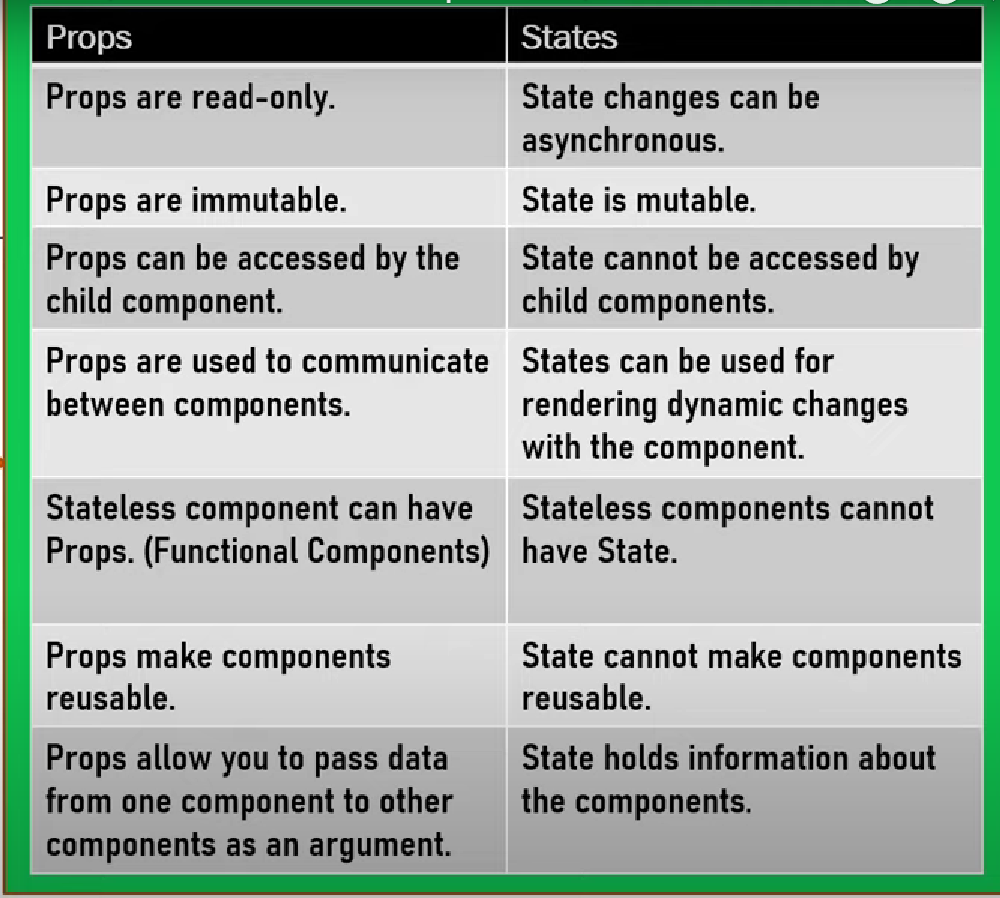 Props
States
Props are read-only.
State changes can be
asynchronous.
Props are immutable.
State is mutable.
Props can be accessed by the
child component.
State cannot be accessed by
child components.
Props are used to communicate
between components.
States can be used for
rendering dynamic changes
with the component.
Stateless component can have
Props. (Functional Components)
Stateless components cannot
have State.
Props make components
reusable.
State cannot make components
reusable.
Props allow you to pass data
from one component to other
components as an argument.
State holds information about
the components.